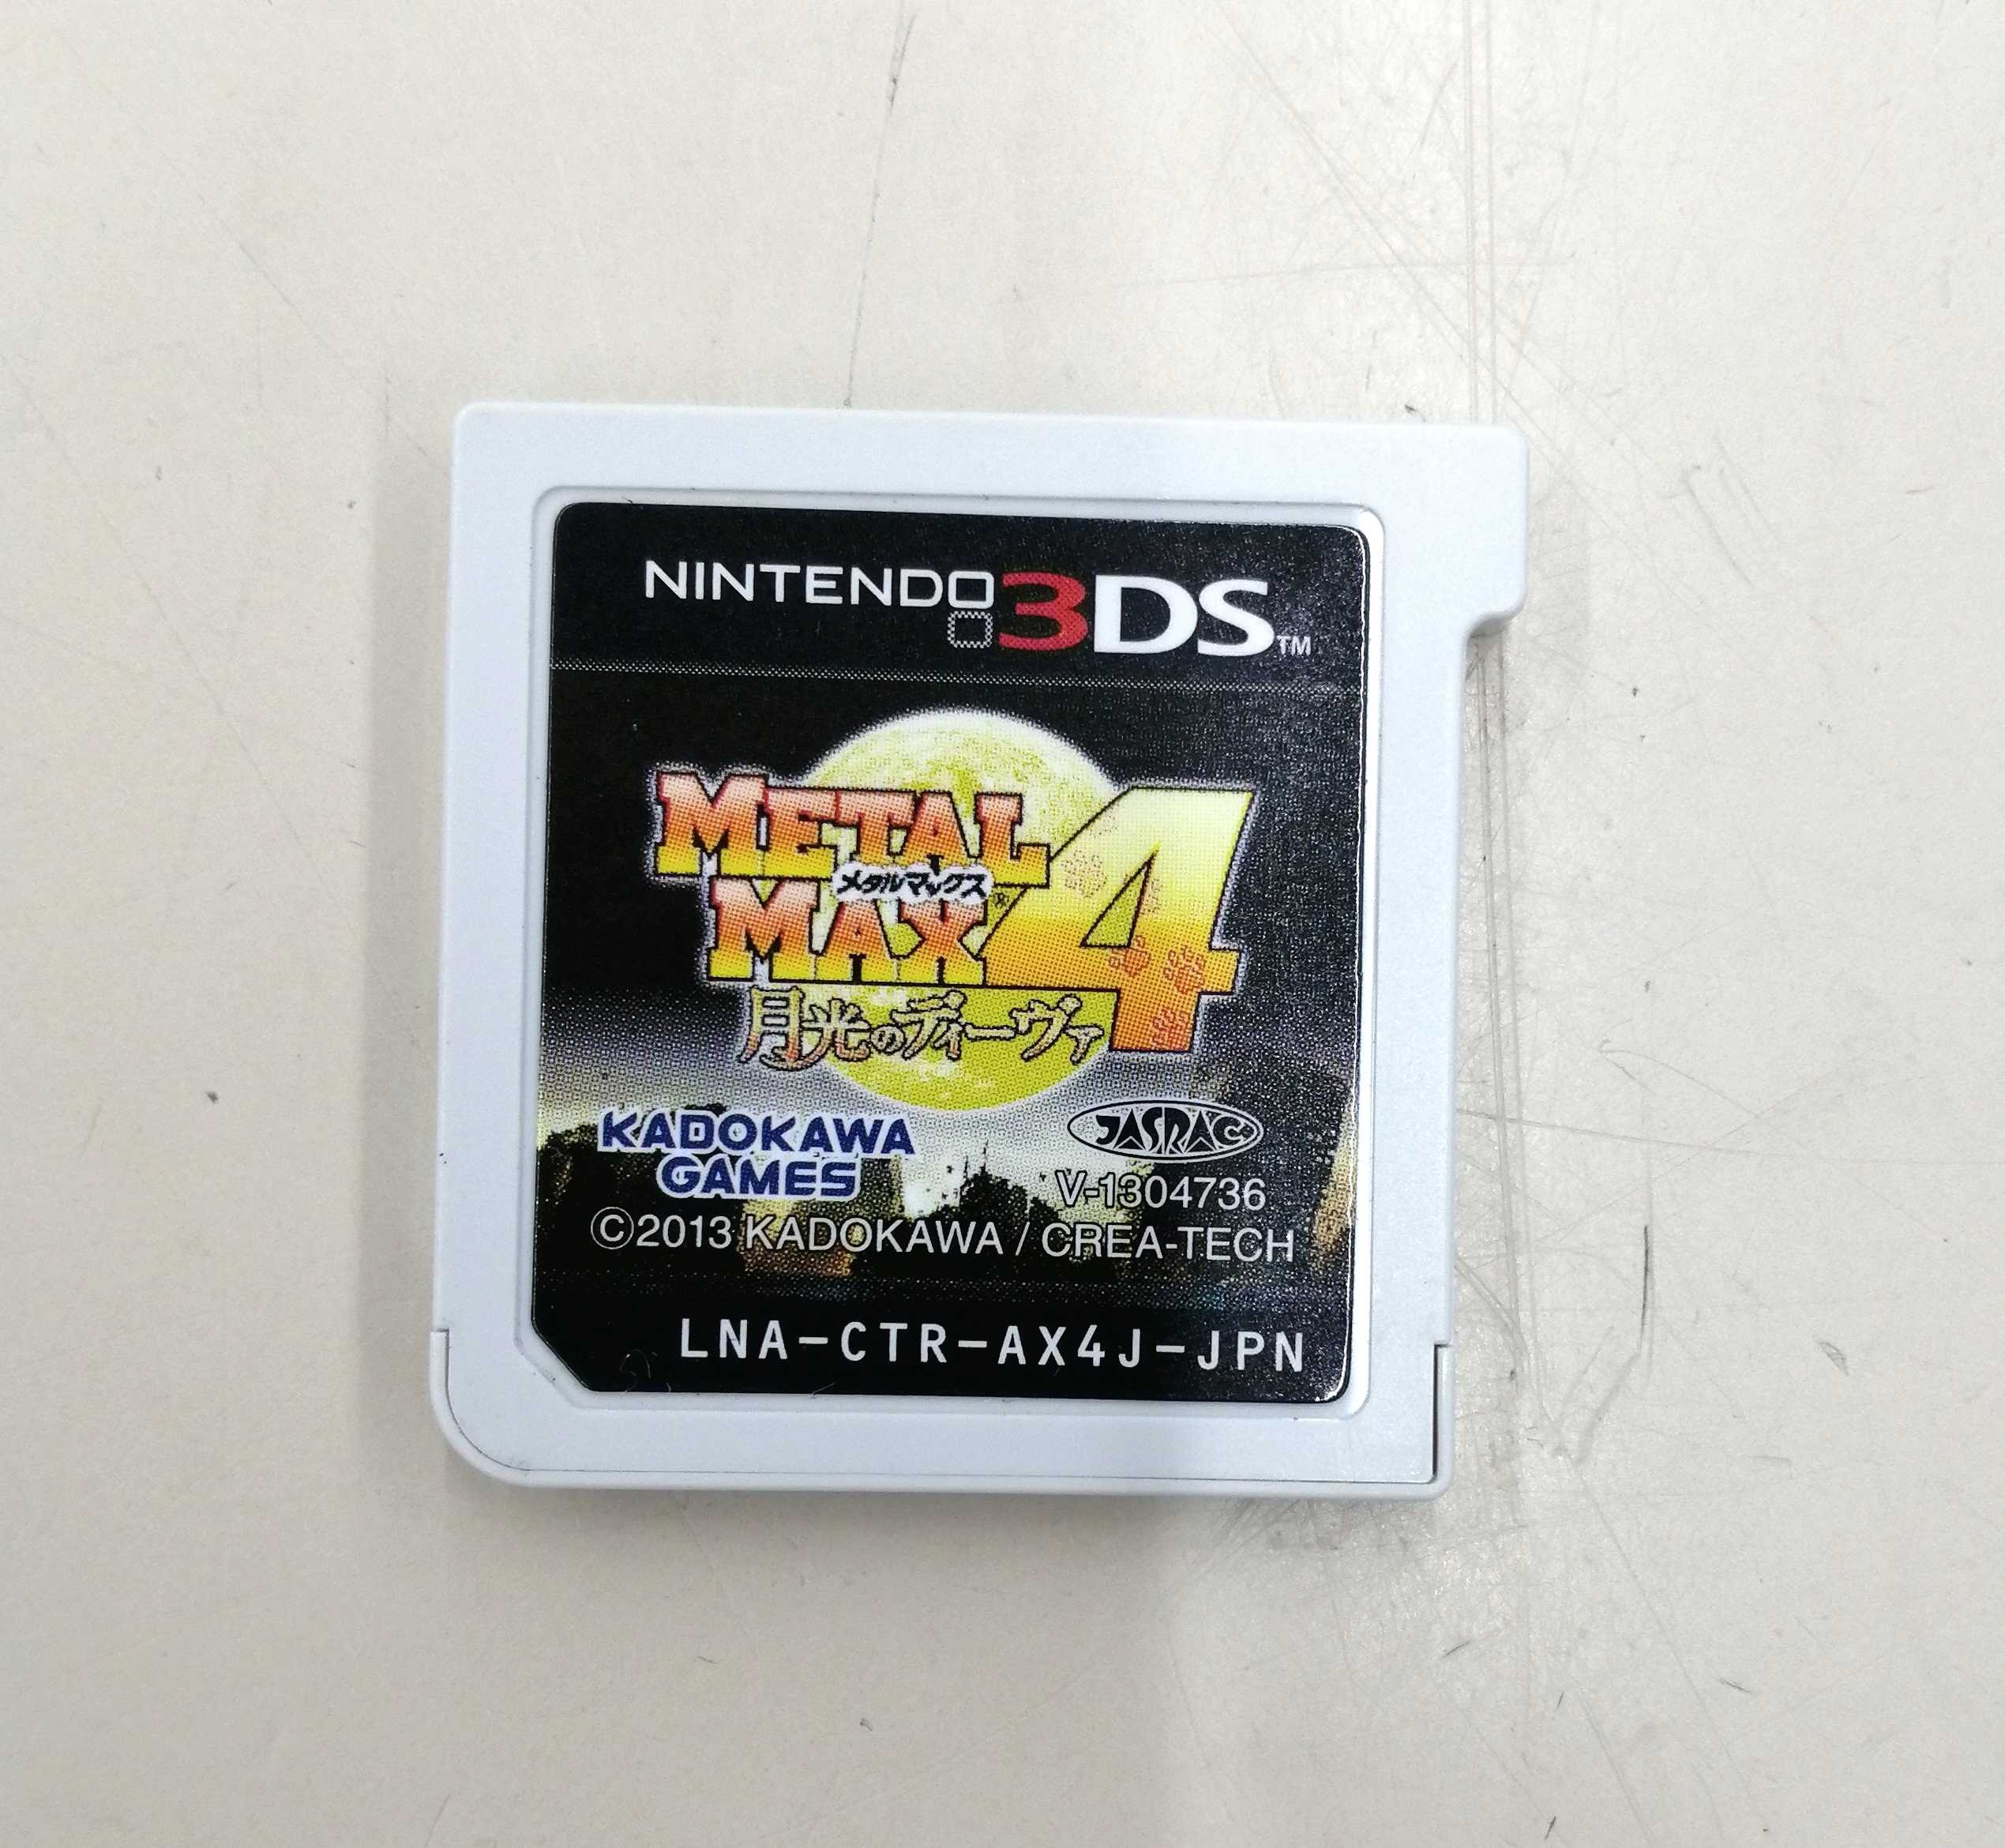 NINTENDO 3DS™
METAL
メタルマックス
MAX® 4
月光のディーヴァ
KADOKAWA
GAMES
JASRAC
V-1304736
©2013 KADOKAWA / CREA-TECH
LNA-CTR-AX4J-JPN